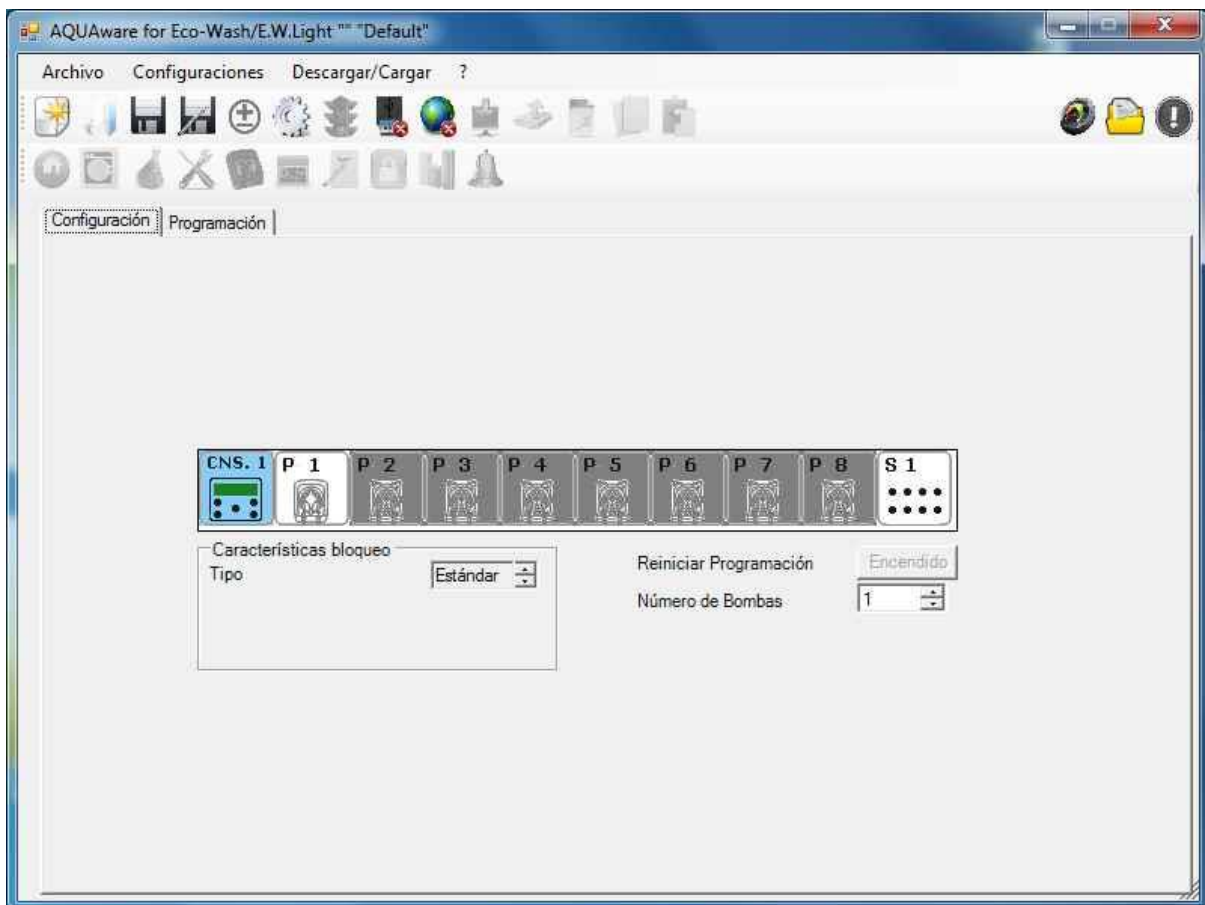 AQUAware for Eco-Wash/E.W.Light "" "Default"
Archivo Configuraciones Descargar/Cargar ?
Configuración Programación
CNS. 1 P 1 P 2 P 3 P 4 P 5 P 6 P 7 P 8 S 1
Características bloqueo
Tipo Estándar
Reiniciar Programación Encendido
Número de Bombas 1